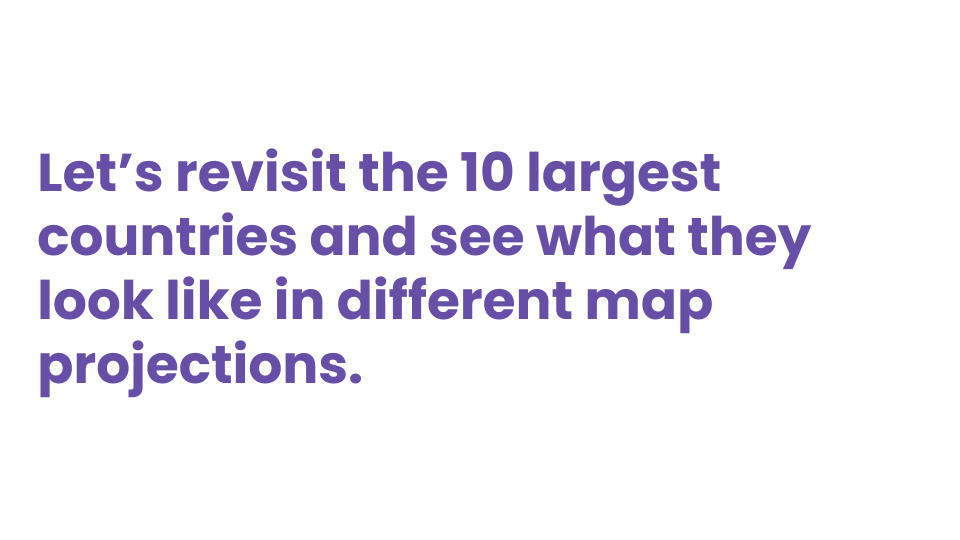 Let’s revisit the 10 largest
countries and see what they
look like in different map
projections.